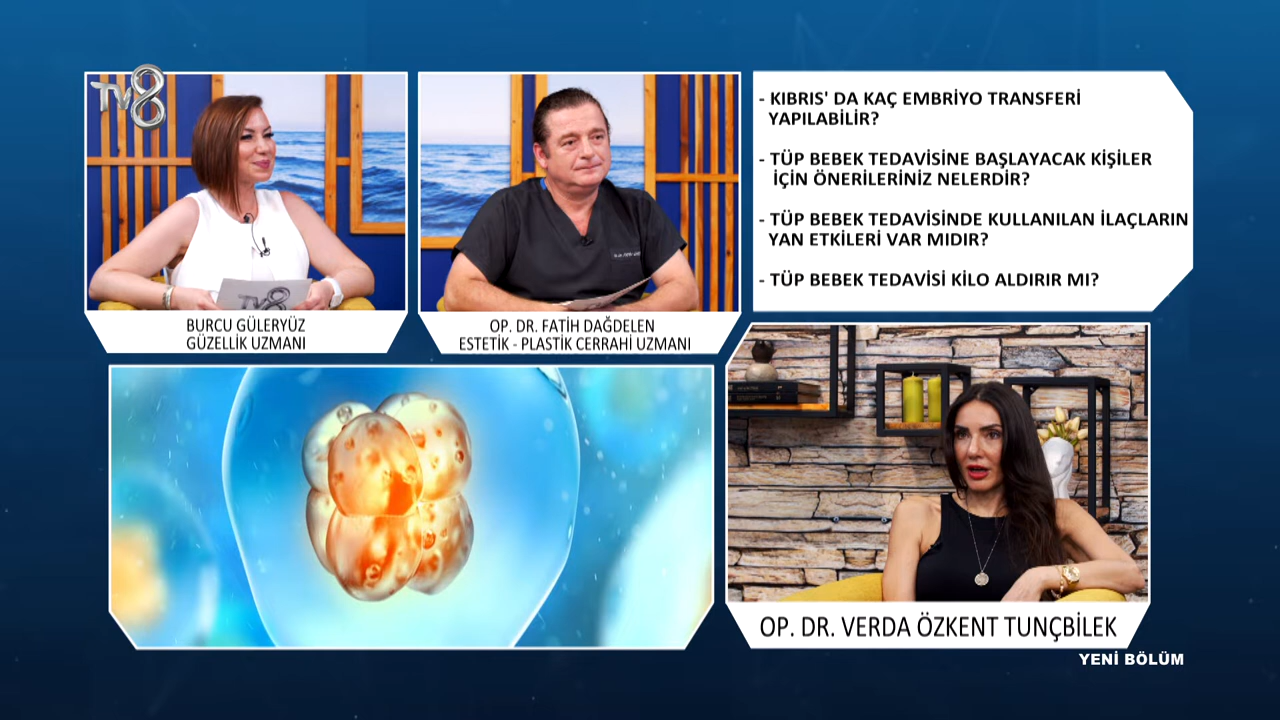 TV8
- KIBRIS' DA KAÇ EMBRİYO TRANSFERİ
YAPILABİLİR?
- TÜP BEBEK TEDAVİSİNE BAŞLAYACAK KİŞİLER
İÇİN ÖNERİLERİNİZ NELERDİR?
- TÜP BEBEK TEDAVİSİNDE KULLANILAN İLAÇLARIN
YAN ETKİLERİ VAR MIDIR?
- TÜP BEBEK TEDAVİSİ KİLO ALDIRIR MI?
TV8
BURCU GÜLERYÜZ
GÜZELLİK UZMANI
OP. DR. FATİH DAĞDELEN
ESTETİK - PLASTİK CERRAHİ UZMANI
OP. DR. VERDA ÖZKENT TUNÇBİLEK
YENİ BÖLÜM